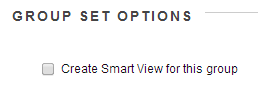 GROUP SET OPTIONS
Create Smart View for this group